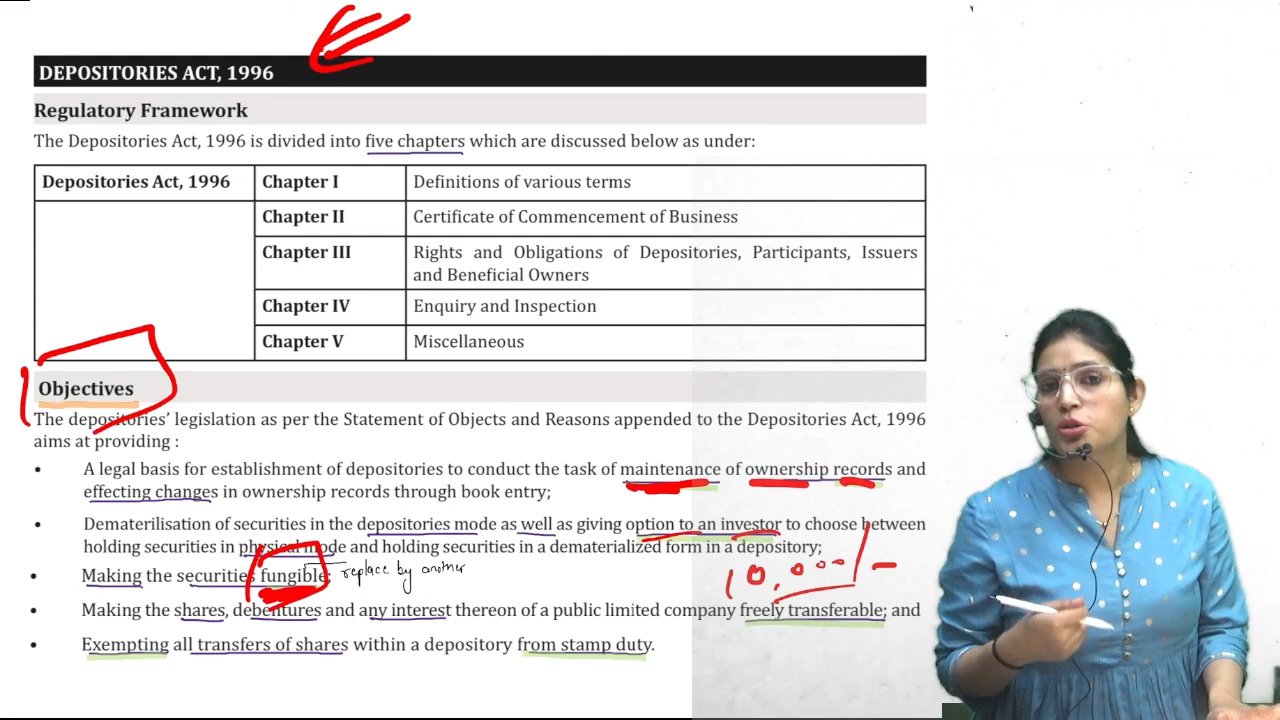 DEPOSITORIES ACT, 1996
Regulatory Framework
The Depositories Act, 1996 is divided into five chapters which are discussed below as under:
Depositories Act, 1996 Chapter I Definitions of various terms
Chapter II Certificate of Commencement of Business
Chapter III Rights and Obligations of Depositories, Participants, Issuers
and Beneficial Owners
Chapter IV Enquiry and Inspection
Chapter V Miscellaneous
Objectives
The depositories' legislation as per the Statement of Objects and Reasons appended to the Depositories Act, 1996
aims at providing :
• A legal basis for establishment of depositories to conduct the task of maintenance of ownership records and
effecting changes in ownership records through book entry;
• Dematerilisation of securities in the depositories mode as well as giving option to an investor to choose between
holding securities in physical mode and holding securities in a dematerialized form in a depository;
• Making the securities fungible; replace by another
10,000/-
• Making the shares, debentures and any interest thereon of a public limited company freely transferable; and
• Exempting all transfers of shares within a depository from stamp duty.